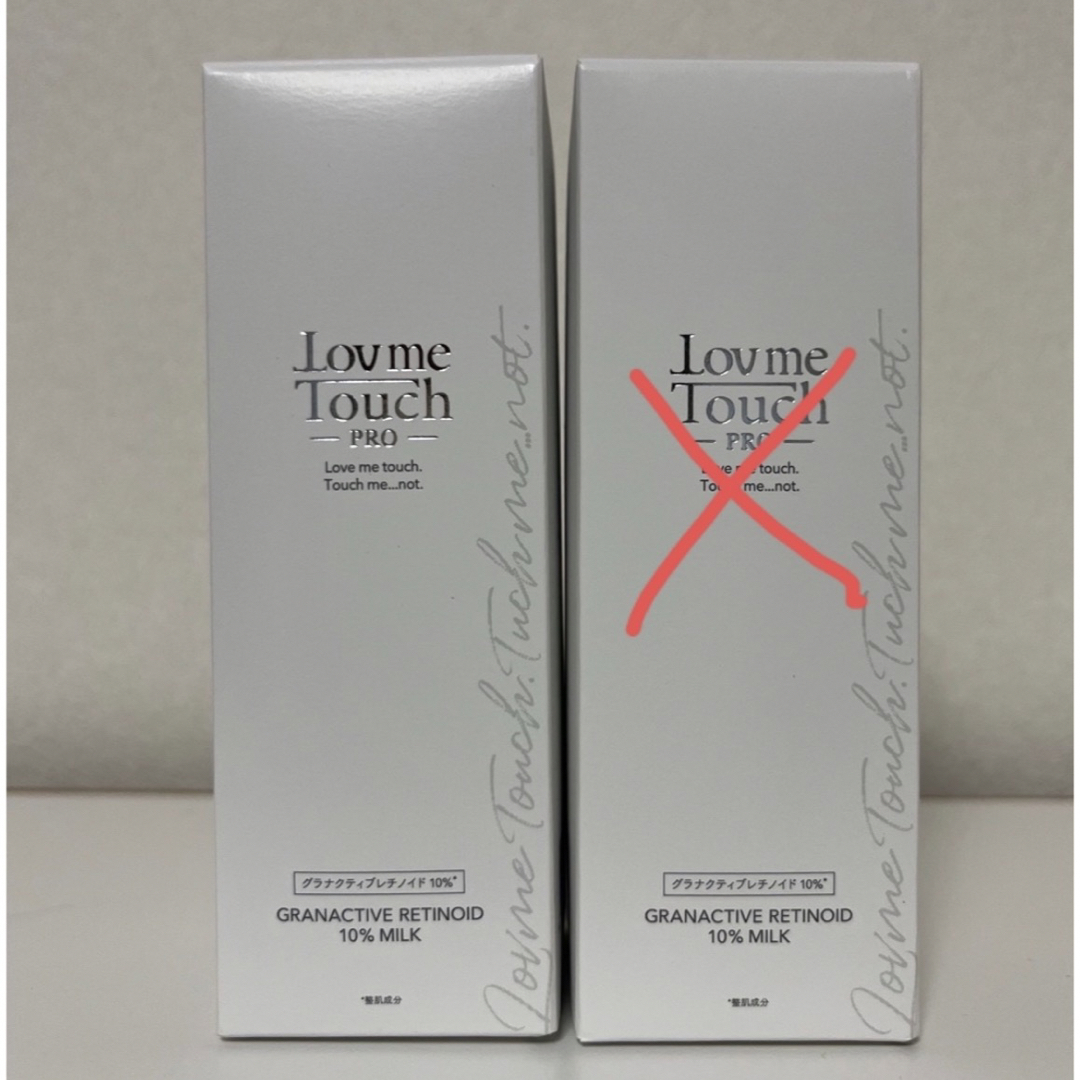 Lovme
Touch
PRO
Love me touch.
Touch me...not.
Lovme Touch. Tuch me...not.
グラナクティブレチノイド 10%*
GRANACTIVE RETINOID
10% MILK
*整肌成分
Lovme
Touch
PRO
touch.
me...not.
Lovme Touch. Tuch me...not.
グラナクティブレチノイド 10%*
GRANACTIVE RETINOID
10% MILK
*整肌成分